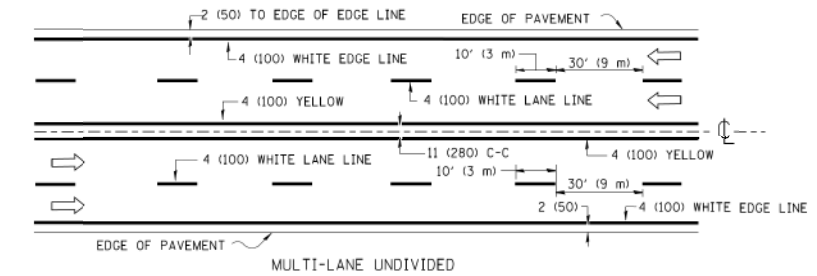 2 (50) TO EDGE OF EDGE LINE
EDGE OF PAVEMENT
4 (100) WHITE EDGE LINE
10' (3 m)
30' (9 m)
4 (100) YELLOW
4 (100) WHITE LANE LINE
℄
4 (100) WHITE LANE LINE
11 (280) C-C
4 (100) YELLOW
10' (3 m)
30' (9 m)
2 (50)
4 (100) WHITE EDGE LINE
EDGE OF PAVEMENT
MULTI-LANE UNDIVIDED